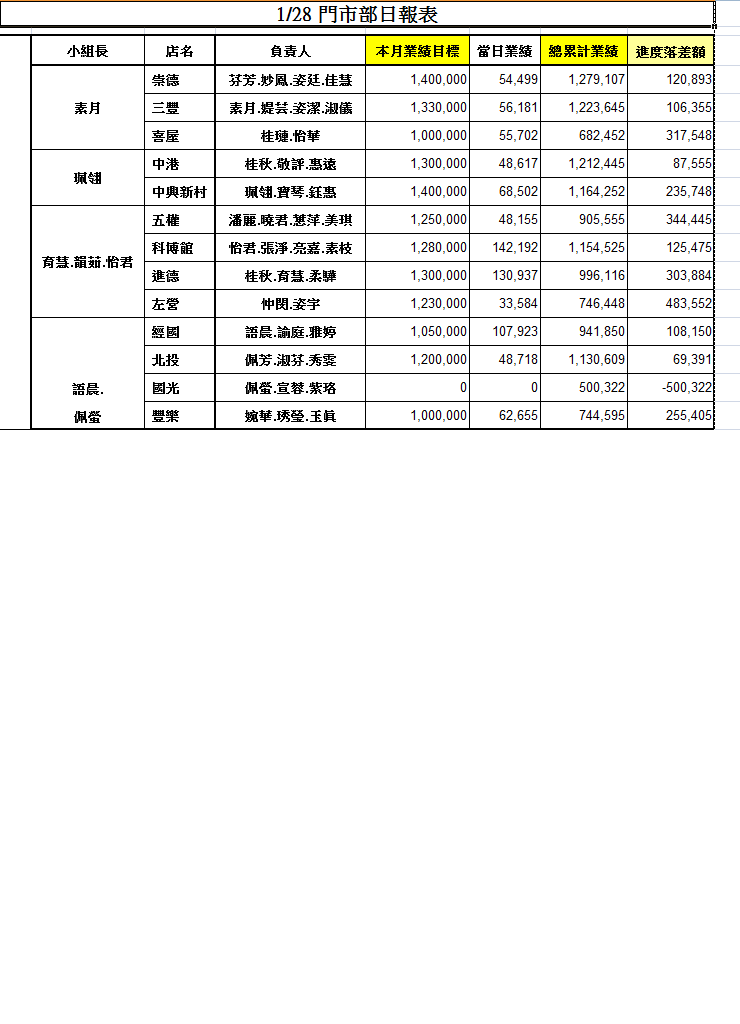 1/28 門市部日報表
小組長 店名 負責人 本月業績目標 當日業績 總累計業績 進度落差額
素月 崇德 芬芳.妙鳳.姿廷.佳慧 1,400,000 54,499 1,279,107 120,893
三豐 素月.緹芸.姿潔.淑儀 1,330,000 56,181 1,223,645 106,355
喜屋 桂璉.怡華 1,000,000 55,702 682,452 317,548
珮翎 中港 桂秋.敬評.惠遠 1,300,000 48,617 1,212,445 87,555
中興新村 珮翎.寶琴.鈺惠 1,400,000 68,502 1,164,252 235,748
育慧.韻茹.怡君 五權 潘麗.曉君.蕙萍.美琪 1,250,000 48,155 905,555 344,445
科博館 怡君.張淨.亮嘉.素枝 1,280,000 142,192 1,154,525 125,475
進德 桂秋.育慧.柔驊 1,300,000 130,937 996,116 303,884
左營 仲閔.姿宇 1,230,000 33,584 746,448 483,552
語晨. 佩螢 經國 語晨.諭庭.雅婷 1,050,000 107,923 941,850 108,150
北投 佩芳.淑芬.秀雯 1,200,000 48,718 1,130,609 69,391
國光 佩螢.宣蓉.紫珞 0 0 500,322 -500,322
豐樂 婉華.琇瑩.玉真 1,000,000 62,655 744,595 255,405